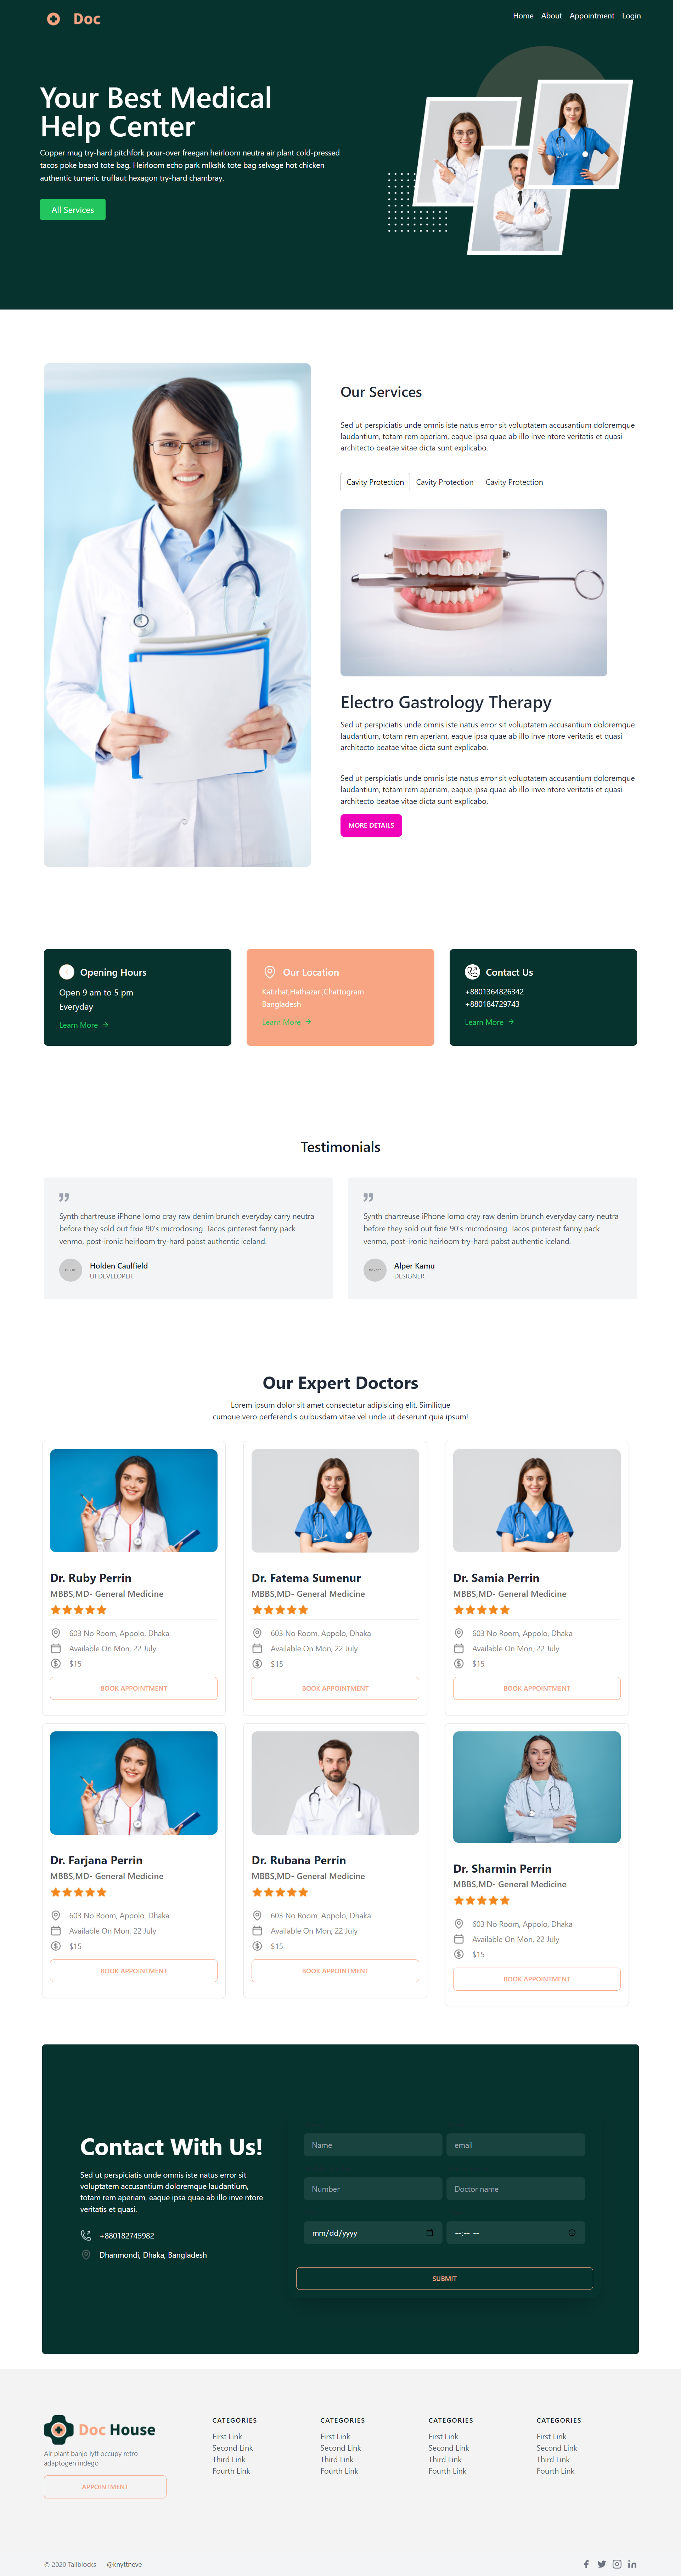 Doc
Home About Appointment Login
Your Best Medical
Help Center
Copper mug try-hard pitchfork pour-over freegan heirloom neutra air plant cold-pressed
tacos poke beard tote bag. Heirloom echo park mlkshk tote bag selvage hot chicken
authentic tumeric truffaut hexagon try-hard chambray.
All Services
Our Services
Sed ut perspiciatis unde omnis iste natus error sit voluptatem accusantium doloremque
laudantium, totam rem aperiam, eaque ipsa quae ab illo inve ntore veritatis et quasi
architecto beatae vitae dicta sunt explicabo.
Cavity Protection Cavity Protection Cavity Protection
Electro Gastrology Therapy
Sed ut perspiciatis unde omnis iste natus error sit voluptatem accusantium doloremque
laudantium, totam rem aperiam, eaque ipsa quae ab illo inve ntore veritatis et quasi
architecto beatae vitae dicta sunt explicabo.
Sed ut perspiciatis unde omnis iste natus error sit voluptatem accusantium doloremque
laudantium, totam rem aperiam, eaque ipsa quae ab illo inve ntore veritatis et quasi
architecto beatae vitae dicta sunt explicabo.
MORE DETAILS
Opening Hours
Open 9 am to 5 pm
Everyday
Learn More →
Our Location
Katirhat,Hathazari,Chattogram
Bangladesh
Learn More →
Contact Us
+8801364826342
+880184729743
Learn More →
Testimonials
Synth chartreuse iPhone lomo cray raw denim brunch everyday carry neutra
before they sold out fixie 90's microdosing. Tacos pinterest fanny pack
venmo, post-ironic heirloom try-hard pabst authentic iceland.
Holden Caulfield
UI DEVELOPER
Synth chartreuse iPhone lomo cray raw denim brunch everyday carry neutra
before they sold out fixie 90's microdosing. Tacos pinterest fanny pack
venmo, post-ironic heirloom try-hard pabst authentic iceland.
Alper Kamu
DESIGNER
Our Expert Doctors
Lorem ipsum dolor sit amet consectetur adipisicing elit. Similique
cumque vero perferendis quibusdam vitae vel unde ut deserunt quia ipsum!
Dr. Ruby Perrin
MBBS,MD- General Medicine
603 No Room, Appolo, Dhaka
Available On Mon, 22 July
$15
BOOK APPOINTMENT
Dr. Fatema Sumenur
MBBS,MD- General Medicine
603 No Room, Appolo, Dhaka
Available On Mon, 22 July
$15
BOOK APPOINTMENT
Dr. Samia Perrin
MBBS,MD- General Medicine
603 No Room, Appolo, Dhaka
Available On Mon, 22 July
$15
BOOK APPOINTMENT
Dr. Farjana Perrin
MBBS,MD- General Medicine
603 No Room, Appolo, Dhaka
Available On Mon, 22 July
$15
BOOK APPOINTMENT
Dr. Rubana Perrin
MBBS,MD- General Medicine
603 No Room, Appolo, Dhaka
Available On Mon, 22 July
$15
BOOK APPOINTMENT
Dr. Sharmin Perrin
MBBS,MD- General Medicine
603 No Room, Appolo, Dhaka
Available On Mon, 22 July
$15
BOOK APPOINTMENT
Contact With Us!
Sed ut perspiciatis unde omnis iste natus error sit
voluptatem accusantium doloremque laudantium,
totam rem aperiam, eaque ipsa quae ab illo inve ntore
veritatis et quasi.
+880182745982
Dhanmondi, Dhaka, Bangladesh
Name email
Number Doctor name
mm/dd/yyyy --:-- --
SUBMIT
Doc House
Air plant banjo lyft occupy retro
adaptogen indego
APPOINTMENT
CATEGORIES
First Link
Second Link
Third Link
Fourth Link
CATEGORIES
First Link
Second Link
Third Link
Fourth Link
CATEGORIES
First Link
Second Link
Third Link
Fourth Link
CATEGORIES
First Link
Second Link
Third Link
Fourth Link
© 2020 Tailblocks — @knyttneve